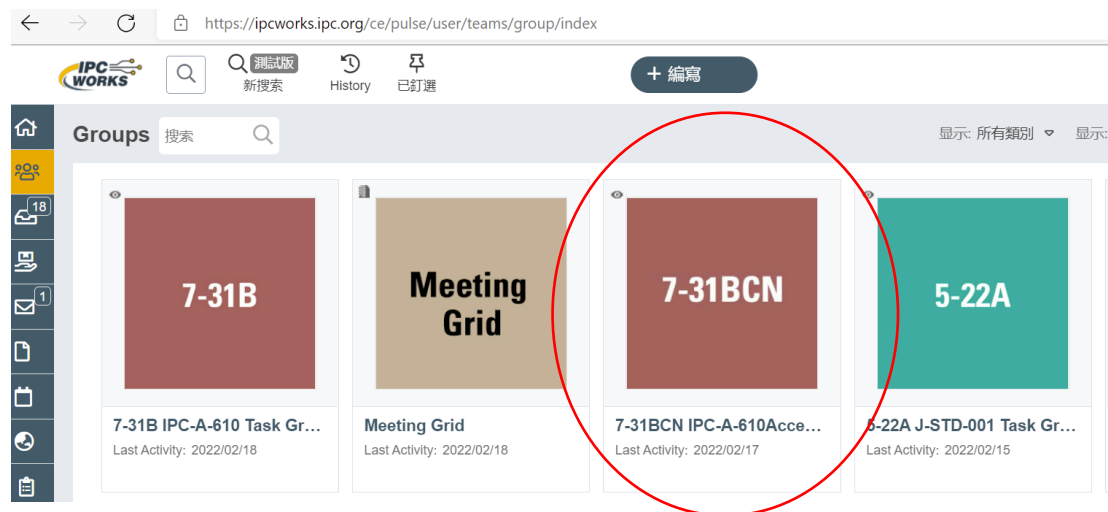 https://ipcworks.ipc.org/ce/pulse/user/teams/group/index
IPC
WORKS
測試版
新搜索
History
已釘選
+ 編寫
Groups
搜索
显示: 所有類別
显示:
18
1
7-31B
Meeting
Grid
7-31BCN
5-22A
7-31B IPC-A-610 Task Gr...
Last Activity: 2022/02/18
Meeting Grid
Last Activity: 2022/02/18
7-31BCN IPC-A-610Acce...
Last Activity: 2022/02/17
5-22A J-STD-001 Task Gr...
Last Activity: 2022/02/15